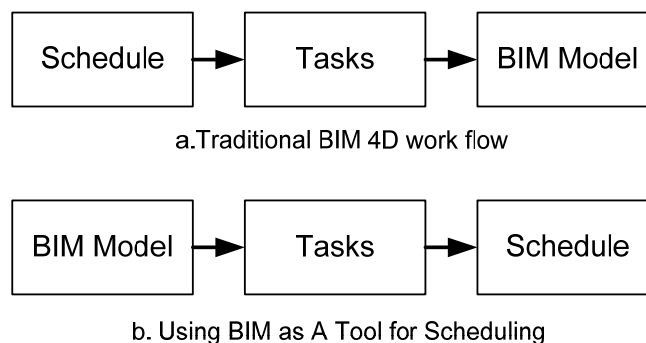 Schedule Tasks BIM Model
a.Traditional BIM 4D work flow
BIM Model Tasks Schedule
b. Using BIM as A Tool for Scheduling